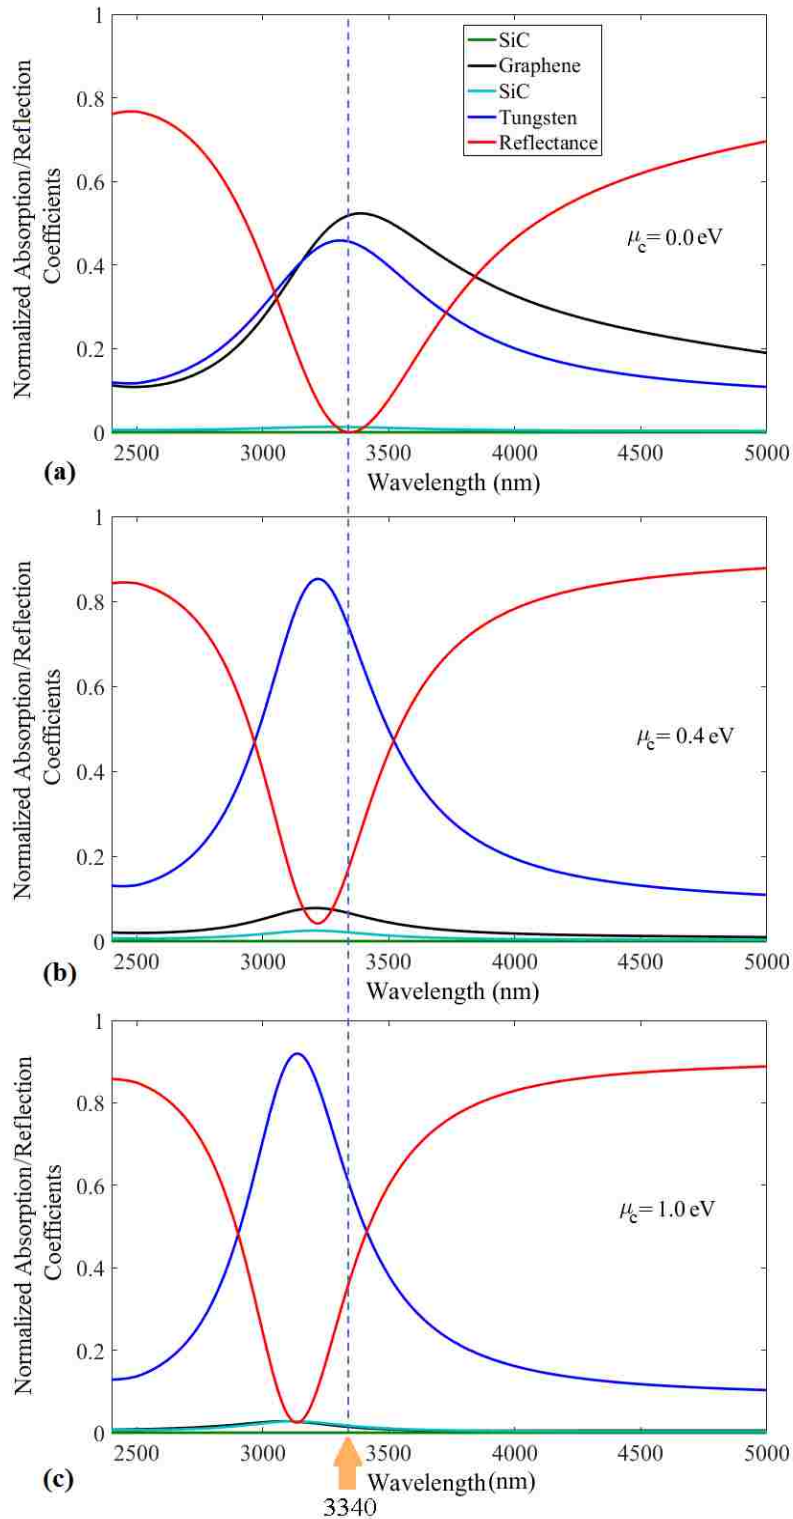 1
0.8
0.6
0.4
0.2
0
Normalized Absorption/Reflection
Coefficients
SiC
Graphene
SiC
Tungsten
Reflectance
μc= 0.0 eV
2500 3000 3500 4000 4500 5000
(a)
Wavelength (nm)
1
0.8
0.6
0.4
0.2
0
Normalized Absorption/Reflection
Coefficients
μc= 0.4 eV
2500 3000 3500 4000 4500 5000
(b)
Wavelength (nm)
1
0.8
0.6
0.4
0.2
0
Normalized Absorption/Reflection
Coefficients
μc= 1.0 eV
2500 3000 3500 4000 4500 5000
(c)
Wavelength (nm)
3340